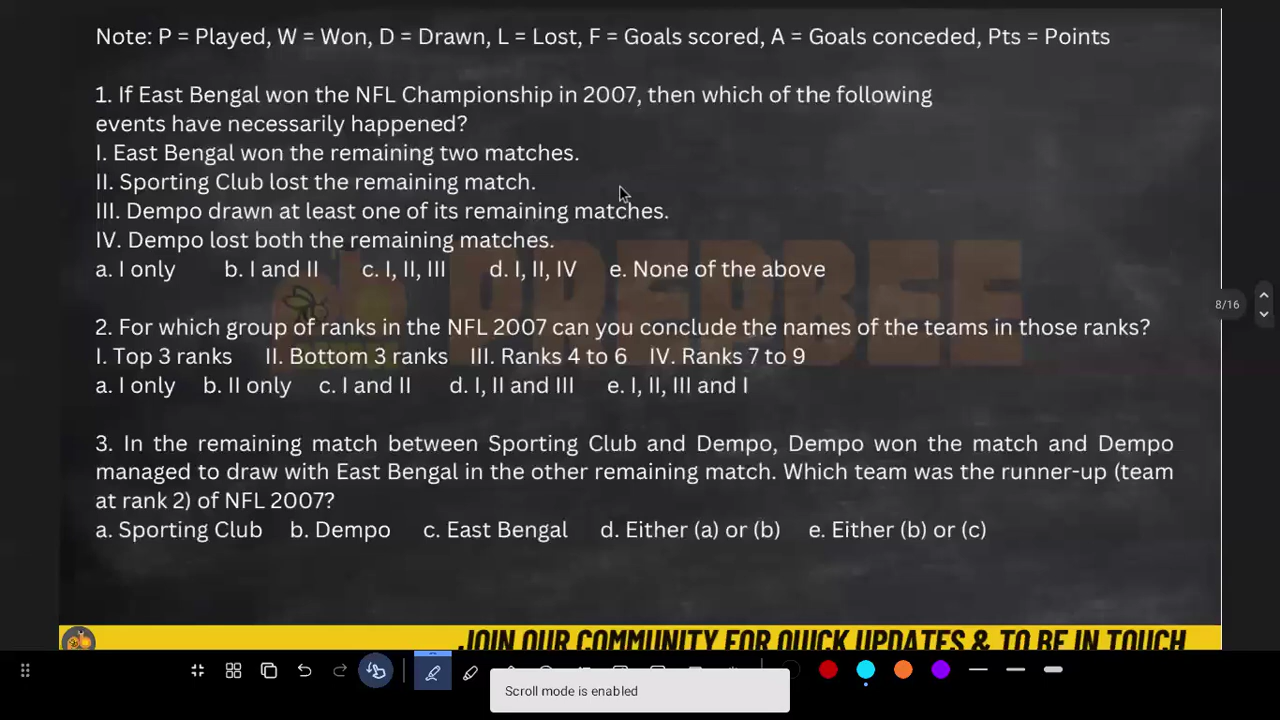 Note: P = Played, W = Won, D = Drawn, L = Lost, F = Goals scored, A = Goals conceded, Pts = Points
1. If East Bengal won the NFL Championship in 2007, then which of the following
events have necessarily happened?
I. East Bengal won the remaining two matches.
II. Sporting Club lost the remaining match.
III. Dempo drawn at least one of its remaining matches.
IV. Dempo lost both the remaining matches.
a. I only b. I and II c. I, II, III d. I, II, IV e. None of the above
PREPBEE
8/16
2. For which group of ranks in the NFL 2007 can you conclude the names of the teams in those ranks?
I. Top 3 ranks II. Bottom 3 ranks III. Ranks 4 to 6 IV. Ranks 7 to 9
a. I only b. II only c. I and II d. I, II and III e. I, II, III and I
3. In the remaining match between Sporting Club and Dempo, Dempo won the match and Dempo
managed to draw with East Bengal in the other remaining match. Which team was the runner-up (team
at rank 2) of NFL 2007?
a. Sporting Club b. Dempo c. East Bengal d. Either (a) or (b) e. Either (b) or (c)
JOIN OUR COMMUNITY FOR QUICK UPDATES & TO BE IN TOUCH
Scroll mode is enabled